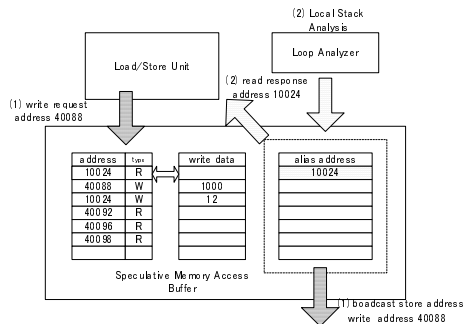 (2) Local Stack
Analysis
Load/Store Unit
Loop Analyzer
(2) read response
address 10024
(1) write request
address 40088
address type write data alias address
10024 R 10024
40088 W 1000
10024 W 12
40092 R
40096 R
40098 R
Speculative Memory Access
Buffer
(1) boadcast store address
write address 40088